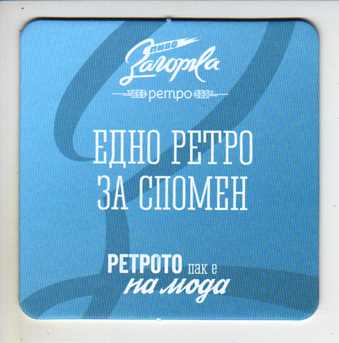 пиво
Загорка
ретро
ЕДНО РЕТРО
ЗА СПОМЕН
РЕТРОТО пак е
на мода